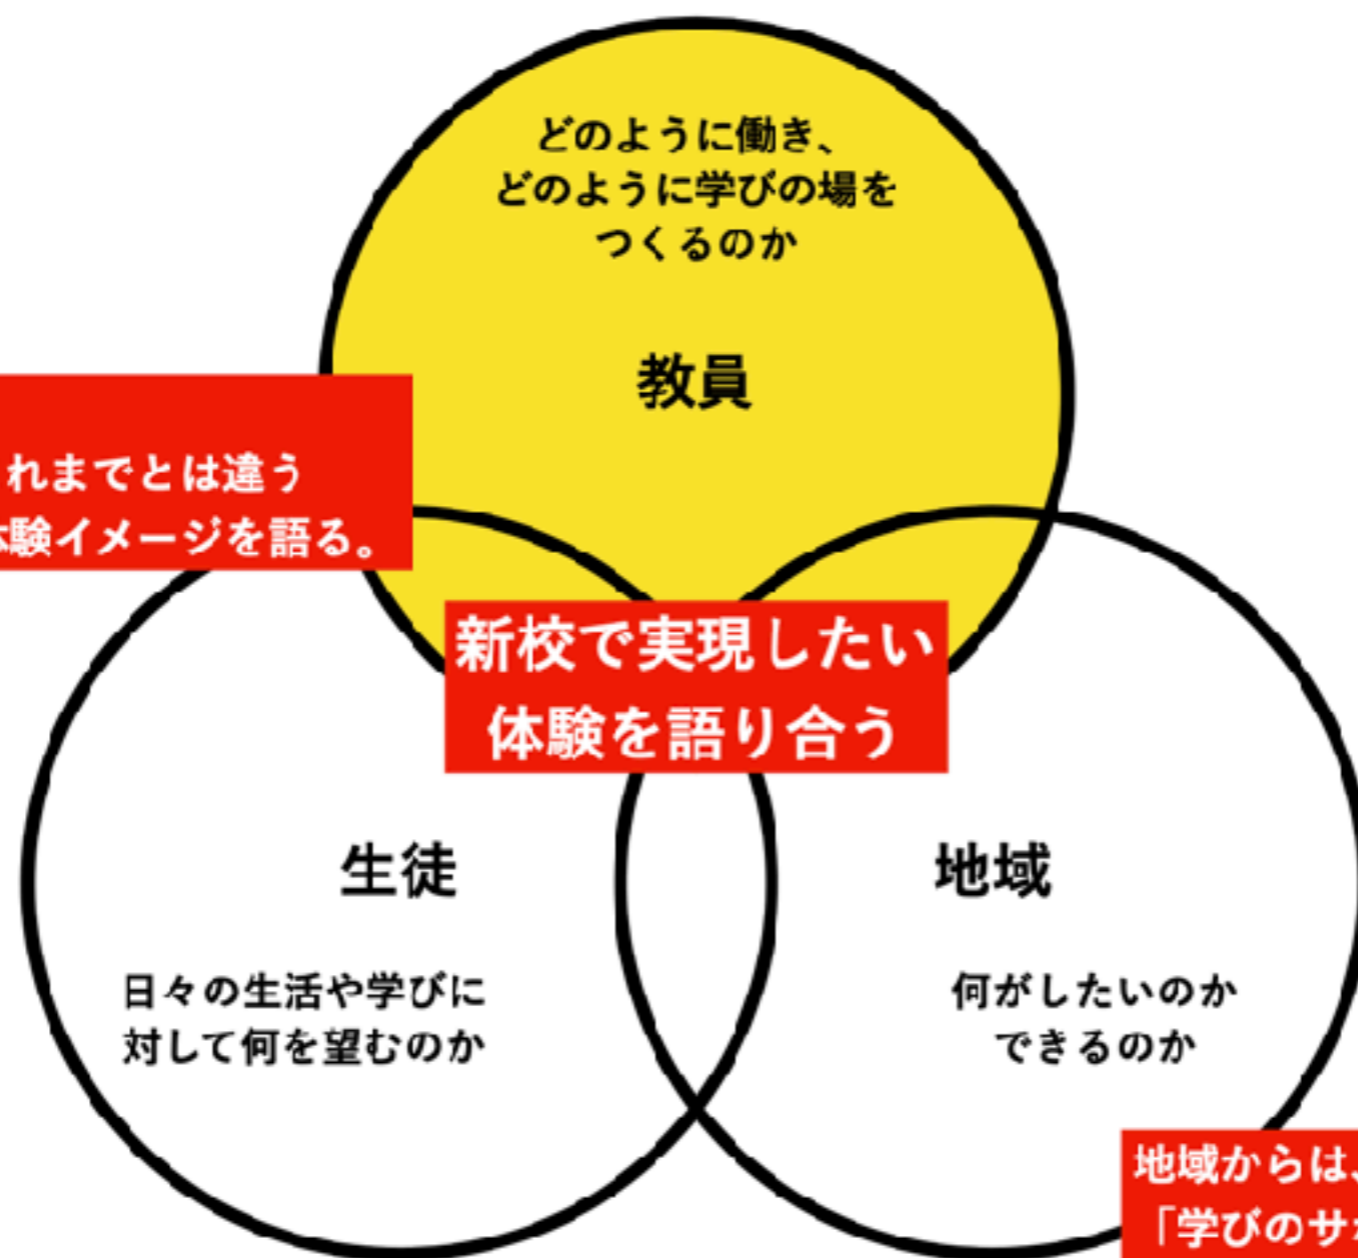 どのように働き、
どのように学びの場を
つくるのか
教員
れまでとは違う
験イメージを語る。
新校で実現したい
体験を語り合う
生徒
地域
日々の生活や学びに
対して何を望むのか
何がしたいのか
できるのか
地域からは、
「学びのサ